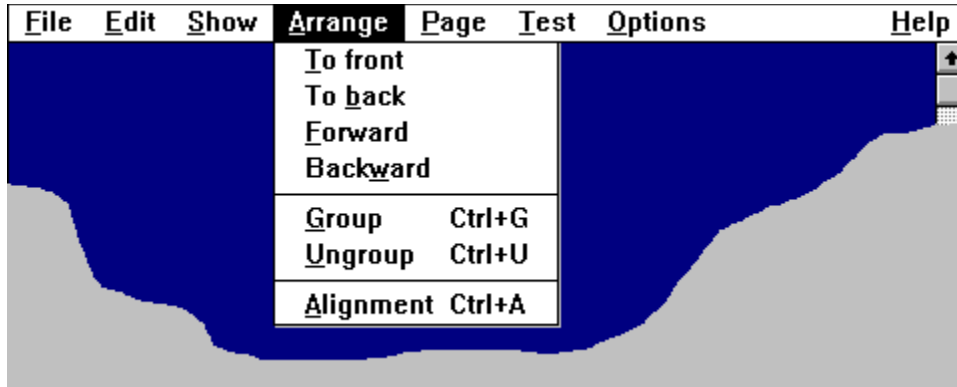 File Edit Show Arrange Page Test Options Help
To front
To back
Forward
Backward
Group Ctrl+G
Ungroup Ctrl+U
Alignment Ctrl+A